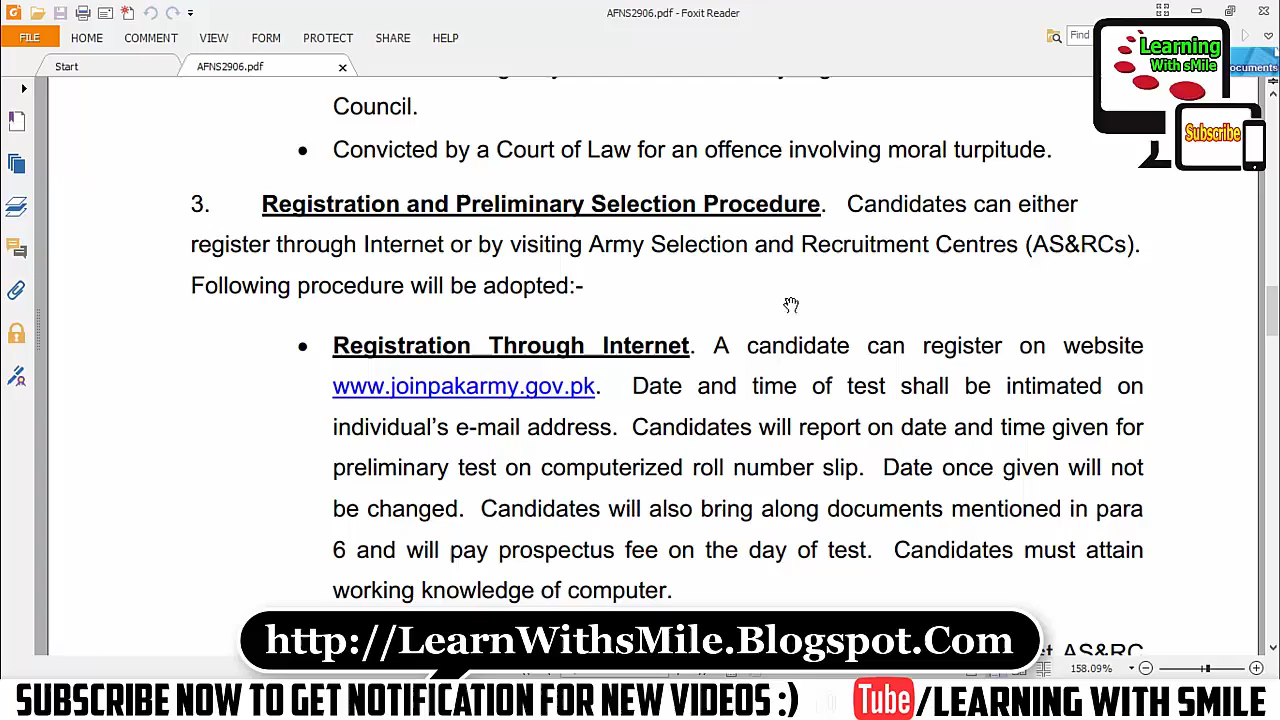 AFNS2906.pdf - Foxit Reader
FILE HOME COMMENT VIEW FORM PROTECT SHARE HELP
Find
Start AFNS2906.pdf
Learning
With sMile
Documents
Subscribe
Council.
• Convicted by a Court of Law for an offence involving moral turpitude.
3. Registration and Preliminary Selection Procedure. Candidates can either
register through Internet or by visiting Army Selection and Recruitment Centres (AS&RCs).
Following procedure will be adopted:-
• Registration Through Internet. A candidate can register on website
www.joinpakarmy.gov.pk. Date and time of test shall be intimated on
individual’s e-mail address. Candidates will report on date and time given for
preliminary test on computerized roll number slip. Date once given will not
be changed. Candidates will also bring along documents mentioned in para
6 and will pay prospectus fee on the day of test. Candidates must attain
working knowledge of computer.
http://LearnWithsMile.Blogspot.Com
AS&RC
158.09%
SUBSCRIBE NOW TO GET NOTIFICATION FOR NEW VIDEOS :) Tube/LEARNING WITH SMILE